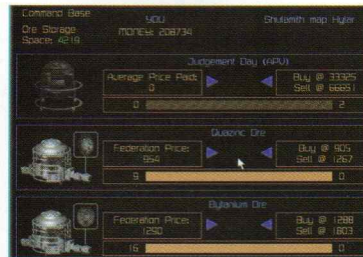 Command Base
YOU
Shulamith map Hylar
Ore Storage
Space: 4219
MONEY: 208734
Judgement Day (APV)
Average Price Paid:
0
Buy @ 33325
Sell @ 66651
0
2
Quazinc Ore
Federation Price:
954
Buy @ 905
Sell @ 1267
9
0
Bytanium Ore
Federation Price:
1290
Buy @ 1288
Sell @ 1803
16
0